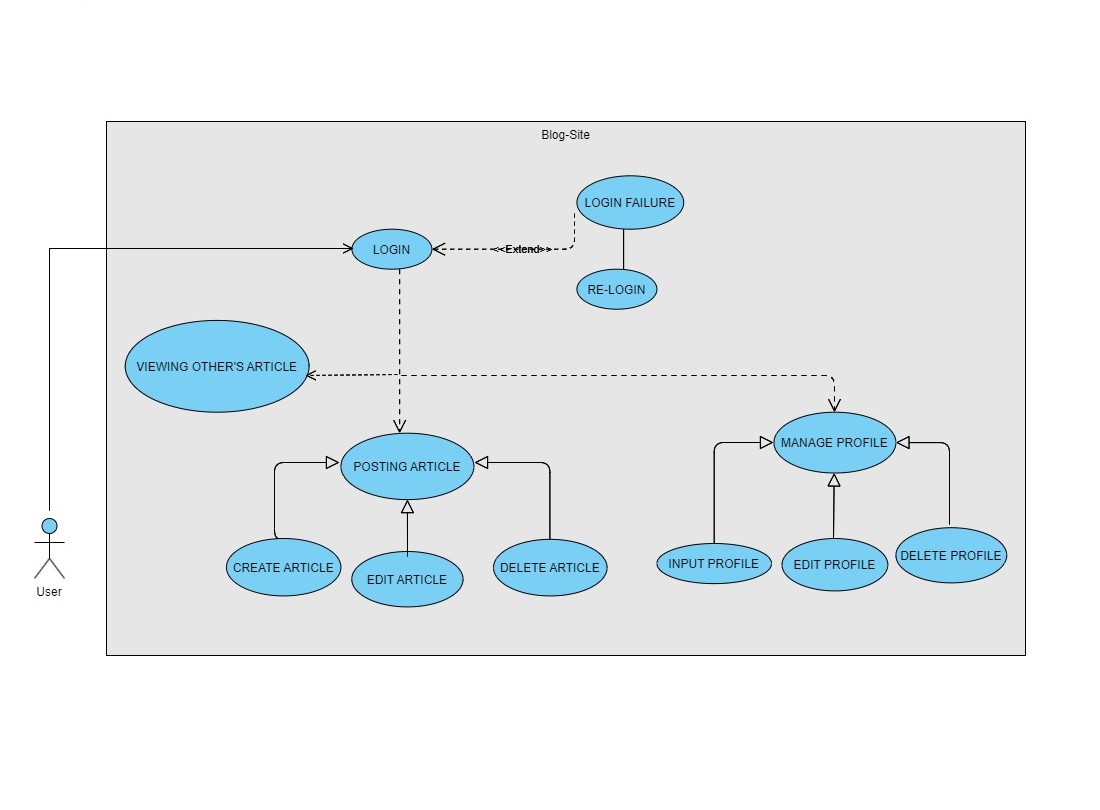 Blog-Site
LOGIN FAILURE
LOGIN
<<Extend>>
RE-LOGIN
VIEWING OTHER'S ARTICLE
MANAGE PROFILE
POSTING ARTICLE
CREATE ARTICLE
EDIT ARTICLE
DELETE ARTICLE
INPUT PROFILE
EDIT PROFILE
DELETE PROFILE
User